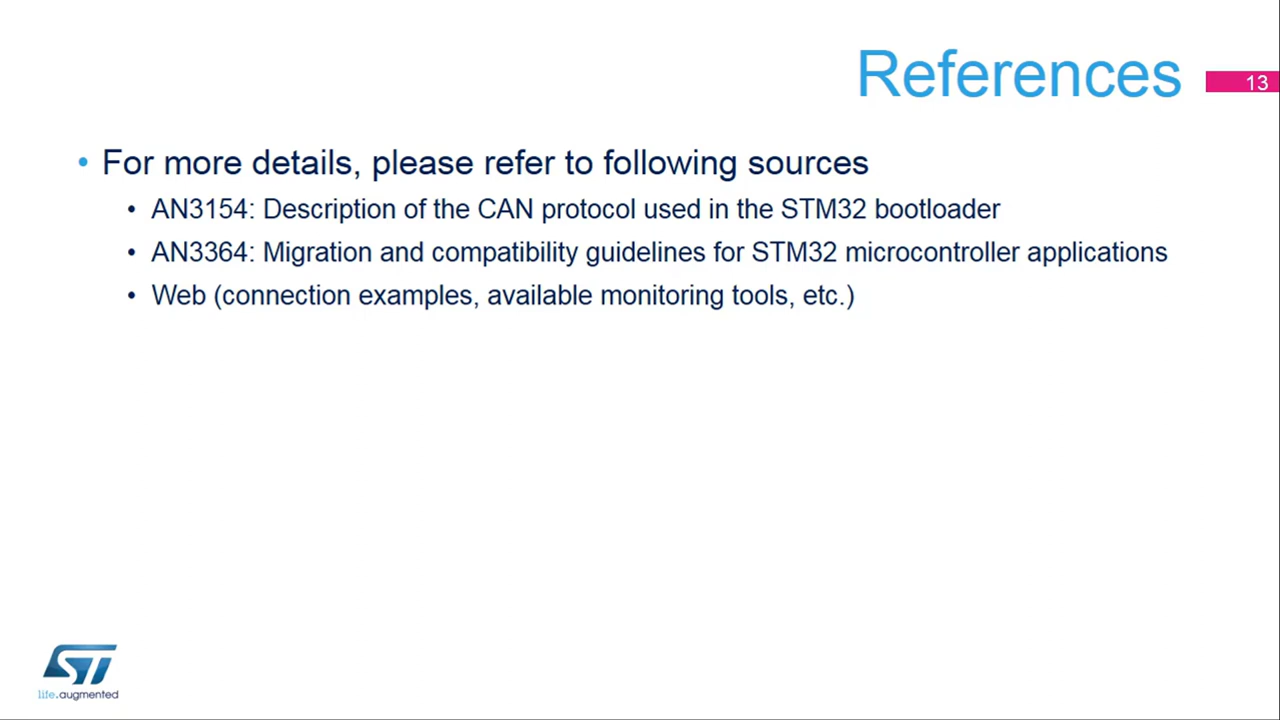 References
13
• For more details, please refer to following sources
• AN3154: Description of the CAN protocol used in the STM32 bootloader
• AN3364: Migration and compatibility guidelines for STM32 microcontroller applications
• Web (connection examples, available monitoring tools, etc.)
ST
life.augmented